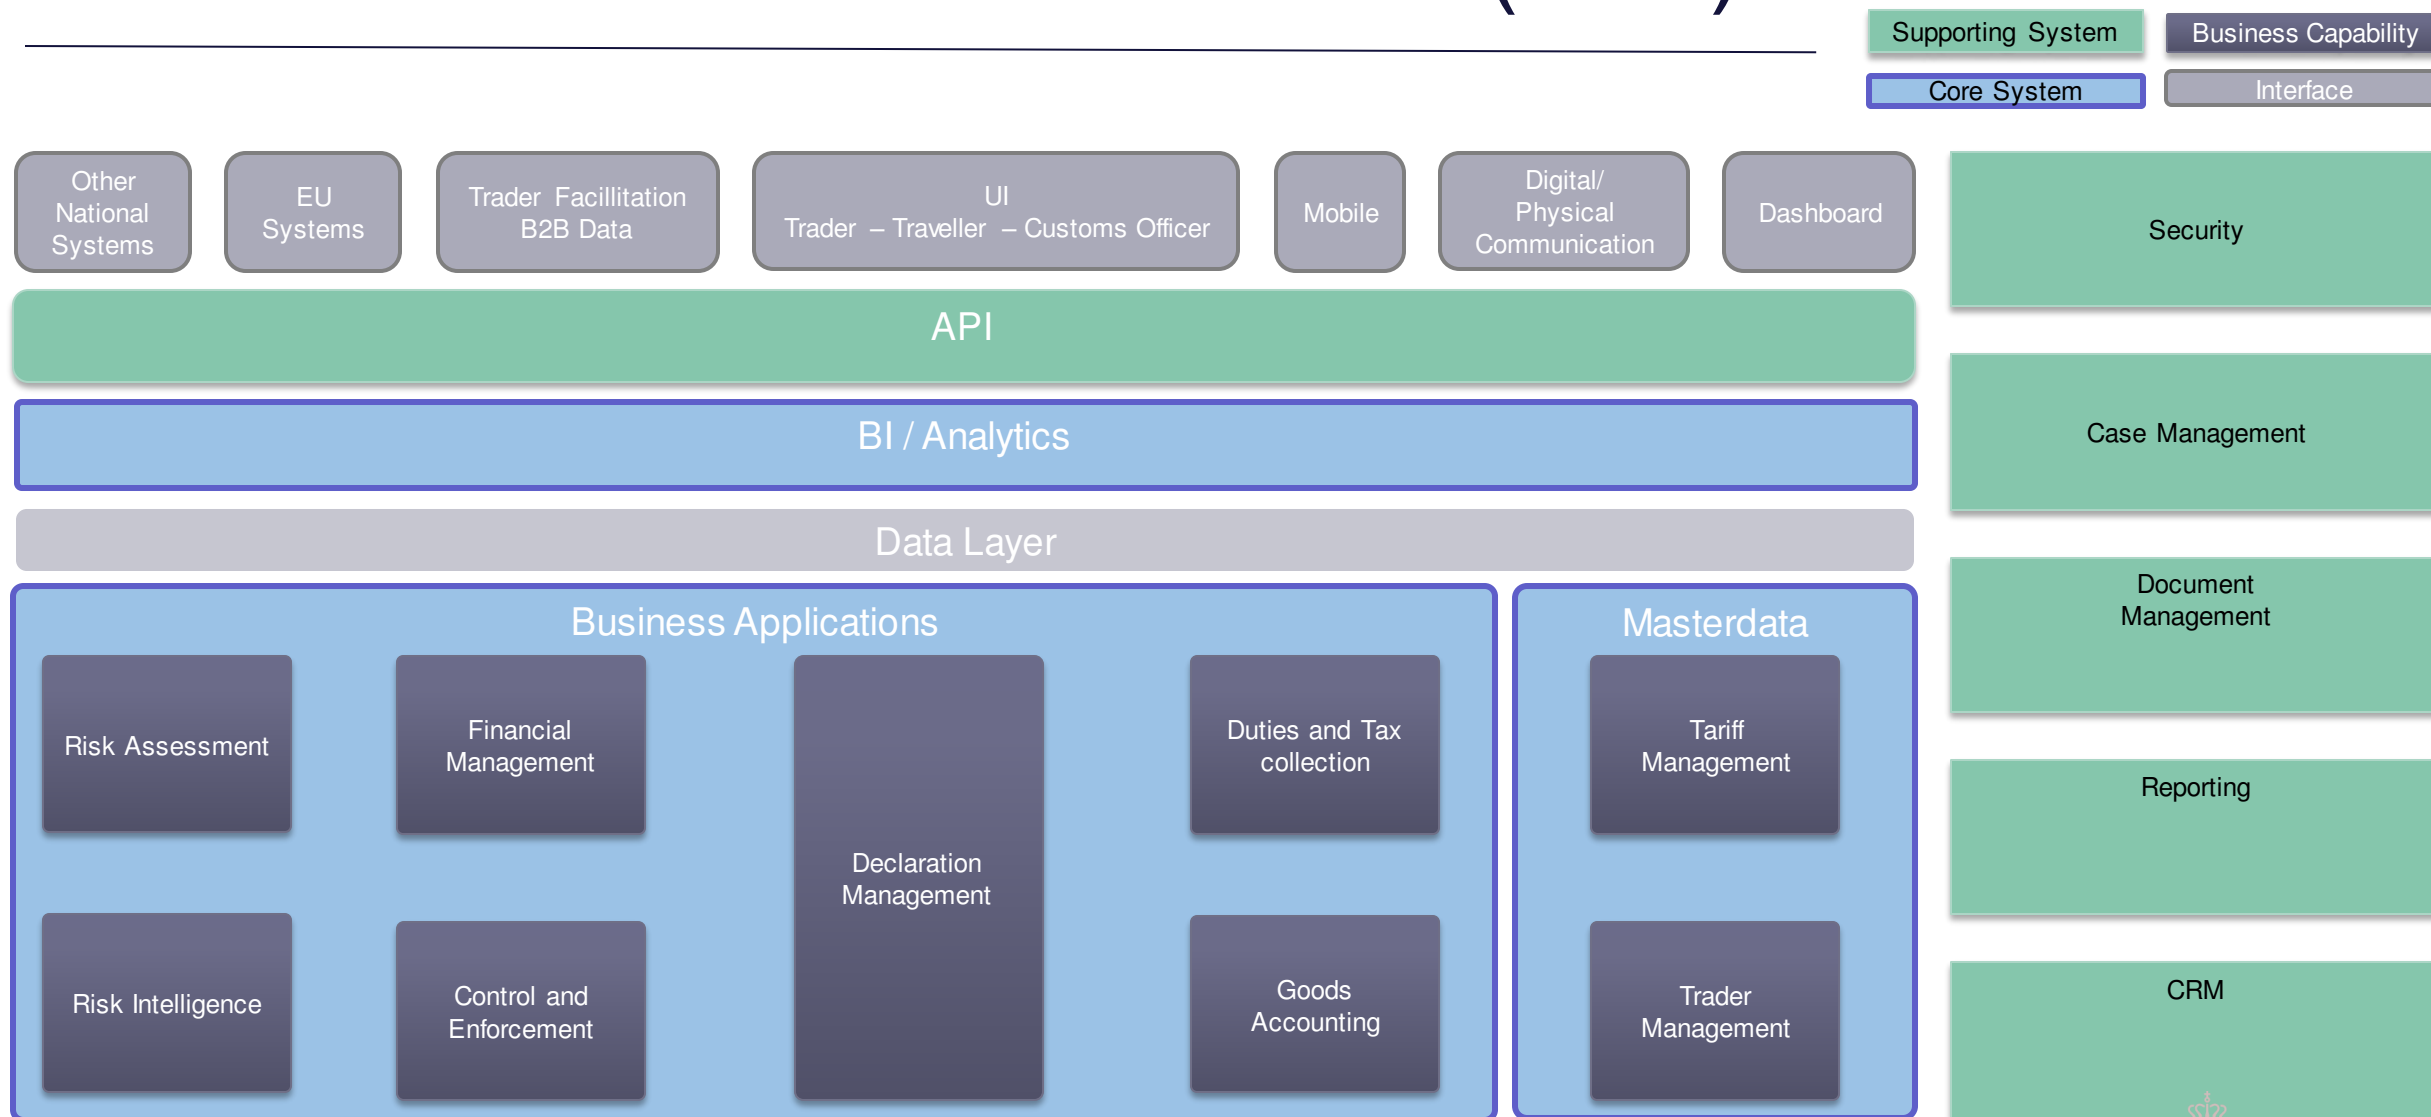 Supporting System
Business Capability
Core System
Interface
Other
National
Systems
EU
Systems
Trader Facillitation
B2B Data
UI
Trader – Traveller – Customs Officer
Mobile
Digital/
Physical
Communication
Dashboard
API
BI / Analytics
Data Layer
Business Applications
Risk Assessment
Financial
Management
Declaration
Management
Duties and Tax
collection
Risk Intelligence
Control and
Enforcement
Goods
Accounting
Masterdata
Tariff
Management
Trader
Management
Security
Case Management
Document
Management
Reporting
CRM